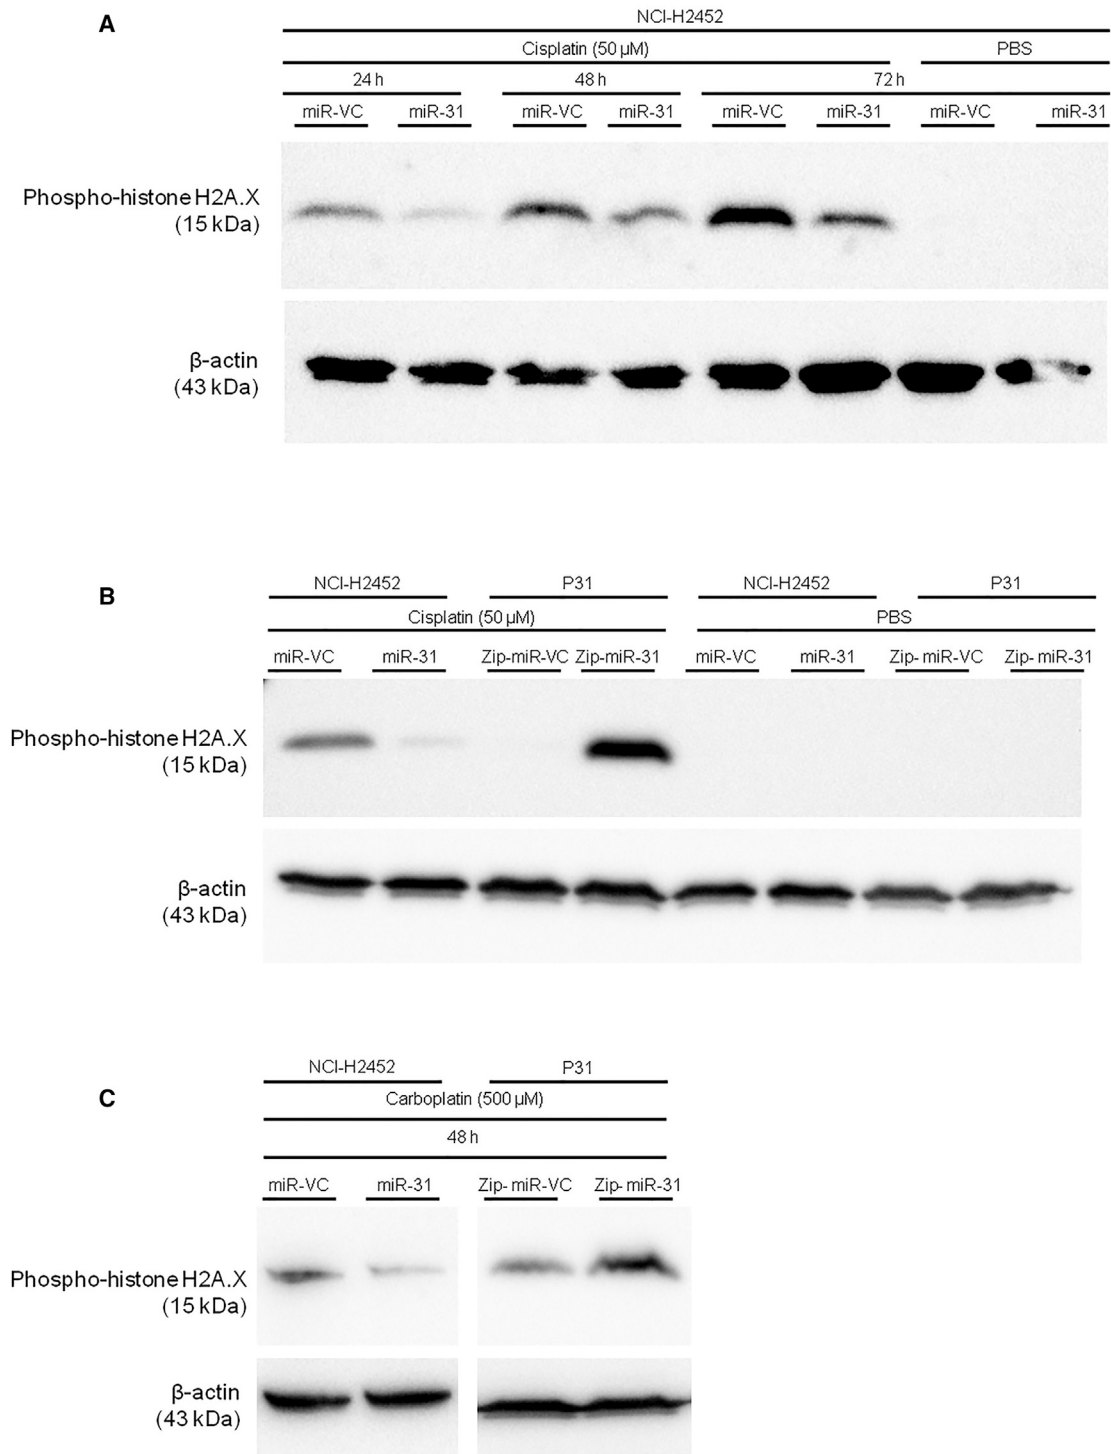 A
NCI-H2452
Cisplatin (50 µM) PBS
24 h 48 h 72 h
miR-VC miR-31 miR-VC miR-31 miR-VC miR-31 miR-VC miR-31
Phospho-histone H2A.X
(15 kDa)
β-actin
(43 kDa)
B
NCI-H2452 P31 NCI-H2452 P31
Cisplatin (50 µM) PBS
miR-VC miR-31 Zip-miR-VC Zip-miR-31 miR-VC miR-31 Zip- miR-VC Zip- miR-31
Phospho-histone H2A.X
(15 kDa)
β-actin
(43 kDa)
C
NCI-H2452 P31
Carboplatin (500 µM)
48 h
miR-VC miR-31 Zip- miR-VC Zip- miR-31
Phospho-histone H2A.X
(15 kDa)
β-actin
(43 kDa)